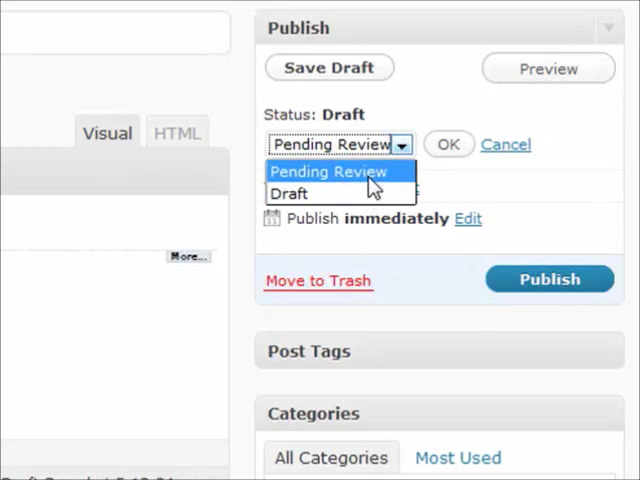 Publish
Save Draft
Preview
Status: Draft
Visual
HTML
Pending Review
OK
Cancel
Pending Review
Draft
Publish immediately Edit
More...
Move to Trash
Publish
Post Tags
Categories
All Categories
Most Used